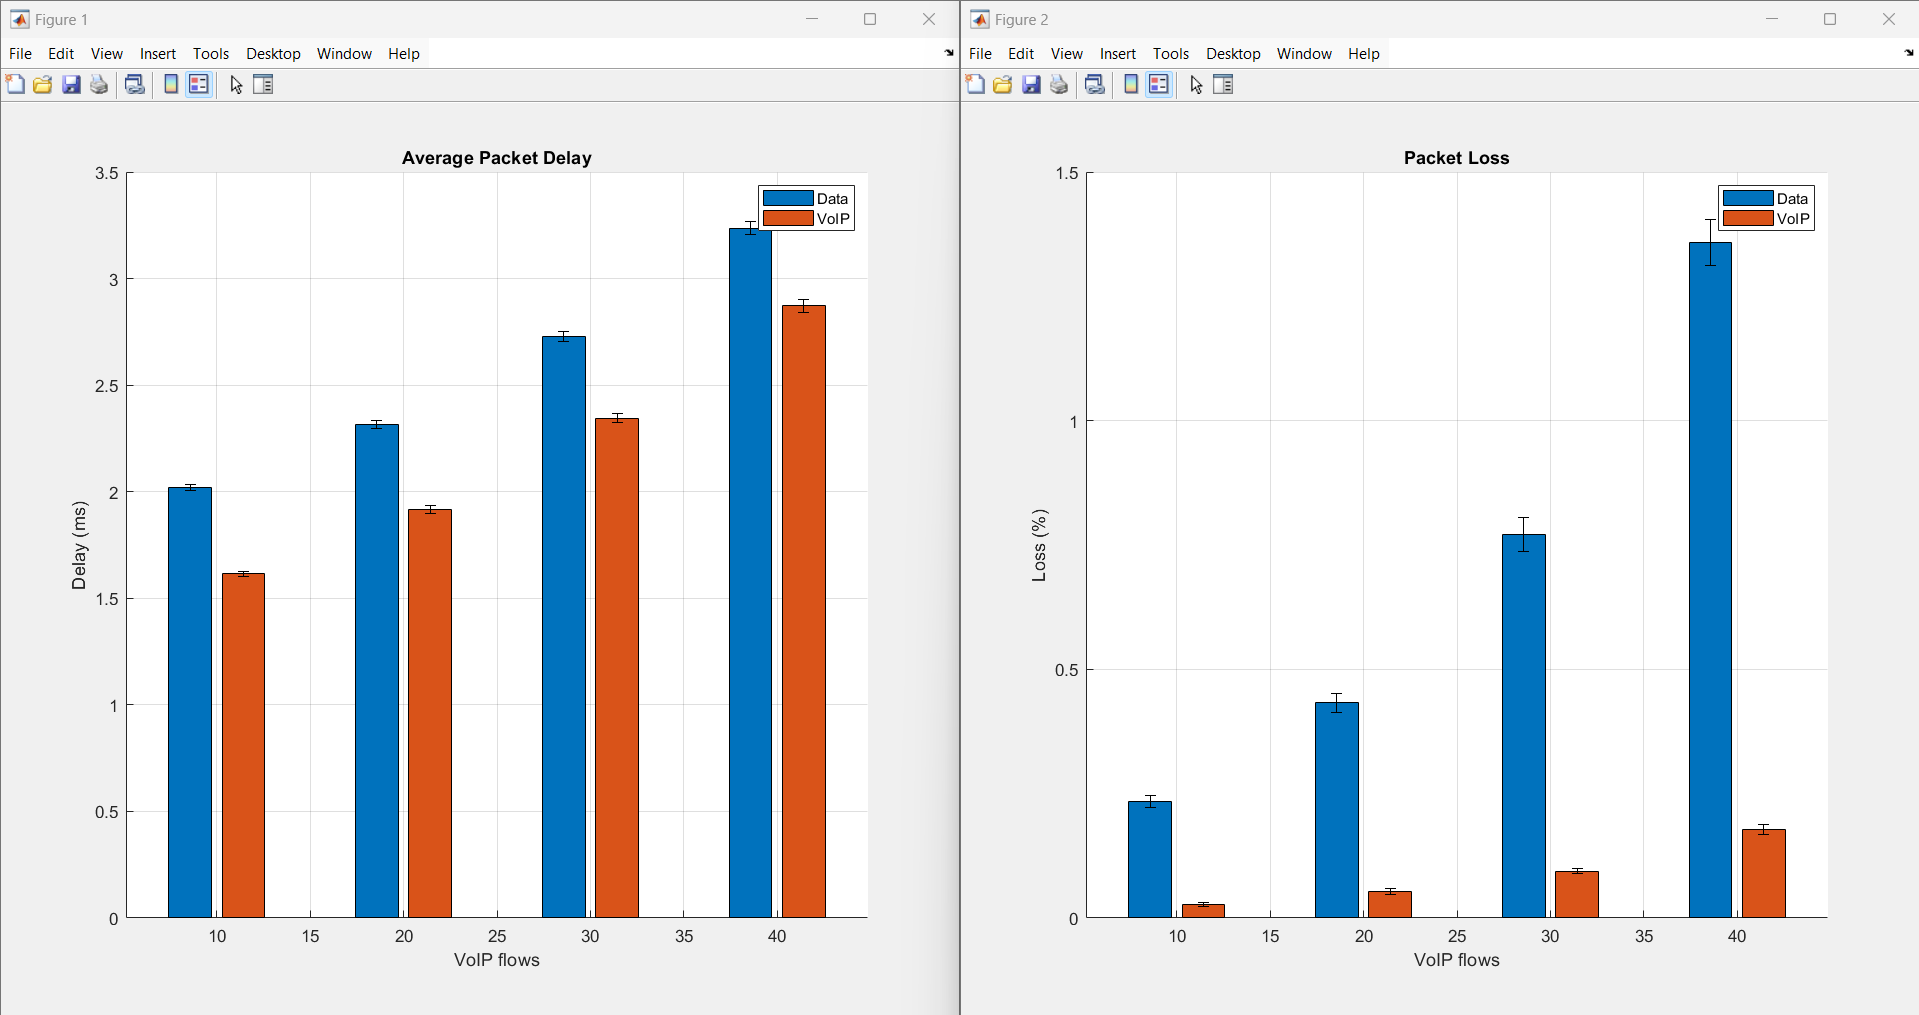 Figure 1
File Edit View Insert Tools Desktop Window Help
Average Packet Delay
3.5
3
2.5
2
1.5
1
0.5
0
Delay (ms)
Data
VoIP
10 15 20 25 30 35 40
VoIP flows
Figure 2
File Edit View Insert Tools Desktop Window Help
Packet Loss
1.5
1
0.5
0
Loss (%)
Data
VoIP
10 15 20 25 30 35 40
VoIP flows